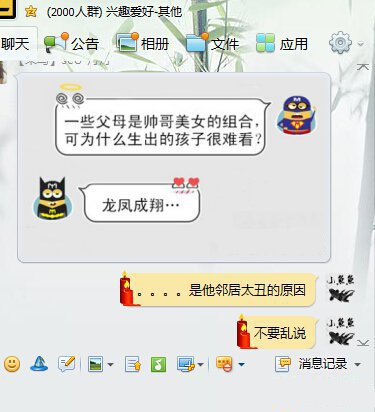 (2000人群) 兴趣爱好-其他
聊天 公告 相册 文件 应用
一些父母是帅哥美女的组合，
可为什么生出的孩子很难看？
龙凤成翔…
。。。。是他邻居太丑的原因
不要乱说
消息记录